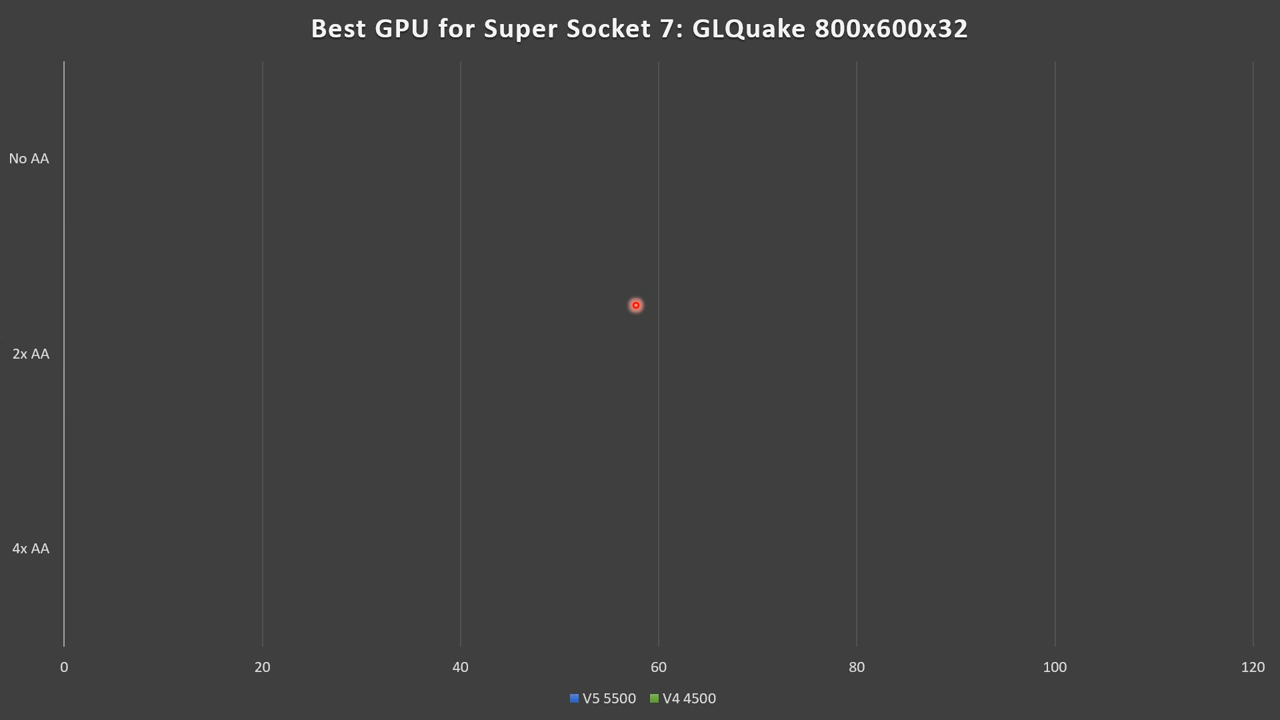 Best GPU for Super Socket 7: GLQuake 800x600x32
No AA
2x AA
4x AA
0 20 40 60 80 100 120
V5 5500 V4 4500